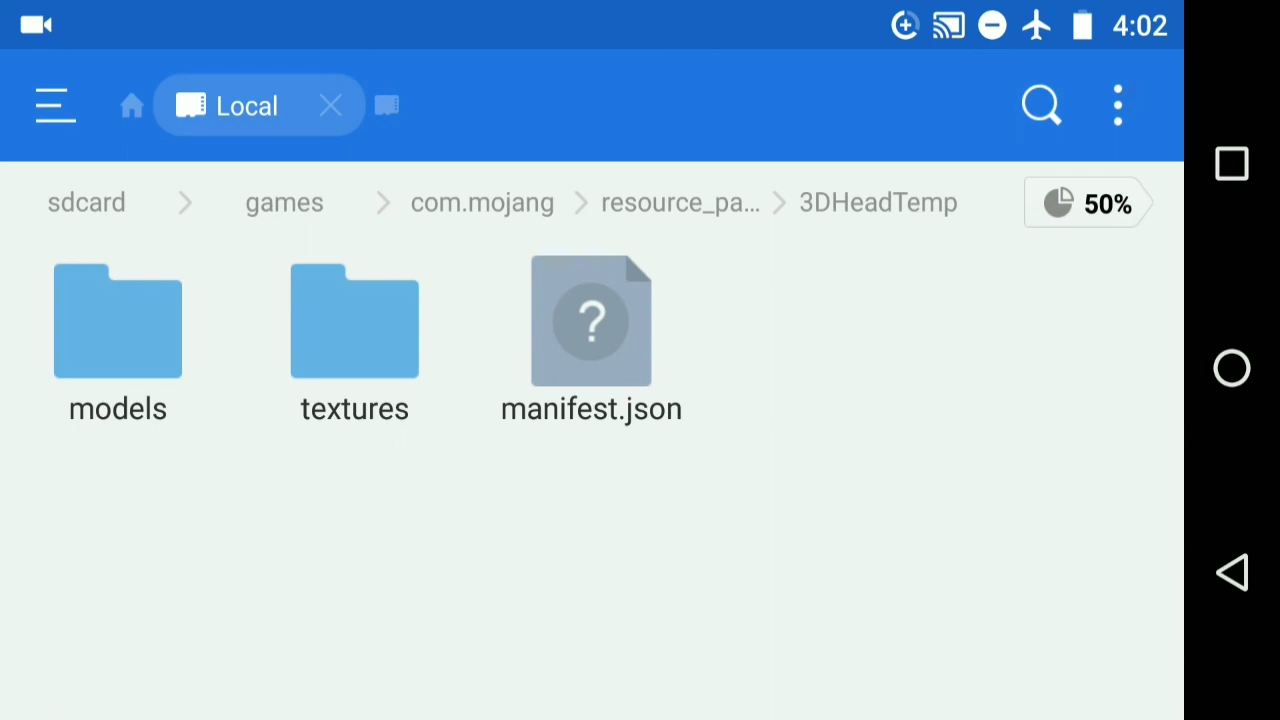 4:02
Local
sdcard games com.mojang resource_pa... 3DHeadTemp 50%
models textures manifest.json